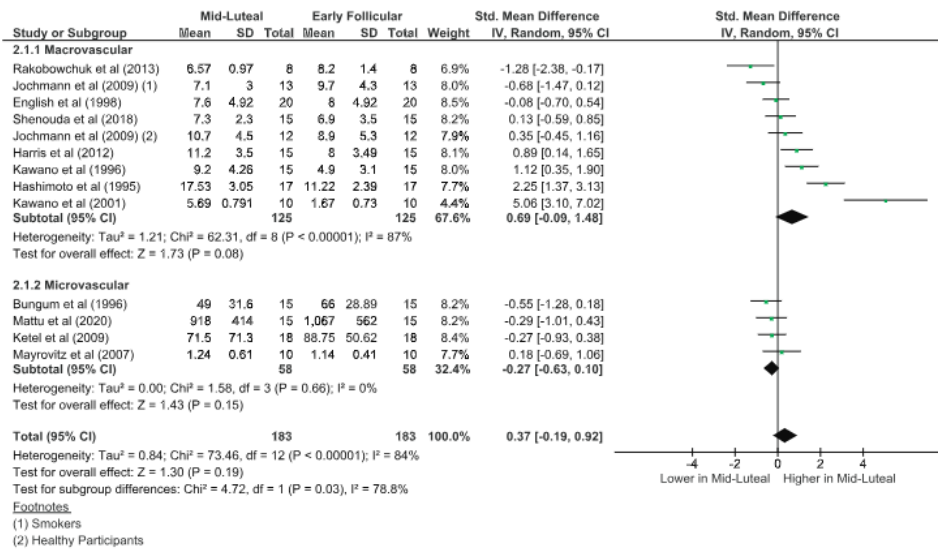 Mid-Luteal Early Follicular Std. Mean Difference Std. Mean Difference
Study or Subgroup Mean SD Total Mean SD Total Weight IV, Random, 95% CI IV, Random, 95% CI
2.1.1 Macrovascular
Rakobowchuk et al (2013) 6.57 0.97 8 8.2 1.4 8 6.9% -1.28 [-2.38, -0.17]
Jochmann et al (2009) (1) 7.1 3 13 9.7 4.3 13 8.0% -0.68 [-1.47, 0.12]
English et al (1998) 7.6 4.92 20 8 4.92 20 8.5% -0.08 [-0.70, 0.54]
Shenouda et al (2018) 7.3 2.3 15 6.9 3.5 15 8.2% 0.13 [-0.59, 0.85]
Jochmann et al (2009) (2) 10.7 4.5 12 8.9 5.3 12 7.9% 0.35 [-0.45, 1.16]
Harris et al (2012) 11.2 3.5 15 8 3.49 15 8.1% 0.89 [0.14, 1.65]
Kawano et al (1996) 9.2 4.26 15 4.9 3.1 15 8.0% 1.12 [0.35, 1.90]
Hashimoto et al (1995) 17.53 3.05 17 11.22 2.39 17 7.7% 2.25 [1.37, 3.13]
Kawano et al (2001) 5.69 0.791 10 1.67 0.73 10 4.4% 5.06 [3.10, 7.02]
Subtotal (95% CI) 125 125 67.6% 0.69 [-0.09, 1.48]
Heterogeneity: Tau² = 1.21; Chi² = 62.31, df = 8 (P < 0.00001); I² = 87%
Test for overall effect: Z = 1.73 (P = 0.08)
2.1.2 Microvascular
Bungum et al (1996) 49 31.6 15 66 28.89 15 8.2% -0.55 [-1.28, 0.18]
Mattu et al (2020) 918 414 15 1,067 562 15 8.2% -0.29 [-1.01, 0.43]
Ketel et al (2009) 71.5 71.3 18 88.75 50.62 18 8.4% -0.27 [-0.93, 0.38]
Mayrovitz et al (2007) 1.24 0.61 10 1.14 0.41 10 7.7% 0.18 [-0.69, 1.06]
Subtotal (95% CI) 58 58 32.4% -0.27 [-0.63, 0.10]
Heterogeneity: Tau² = 0.00; Chi² = 1.58, df = 3 (P = 0.66); I² = 0%
Test for overall effect: Z = 1.43 (P = 0.15)
Total (95% CI) 183 183 100.0% 0.37 [-0.19, 0.92]
Heterogeneity: Tau² = 0.84; Chi² = 73.46, df = 12 (P < 0.00001); I² = 84%
Test for overall effect: Z = 1.30 (P = 0.19)
Test for subgroup differences: Chi² = 4.72, df = 1 (P = 0.03), I² = 78.8%
-4 -2 0 2 4
Lower in Mid-Luteal Higher in Mid-Luteal
Footnotes
(1) Smokers
(2) Healthy Participants